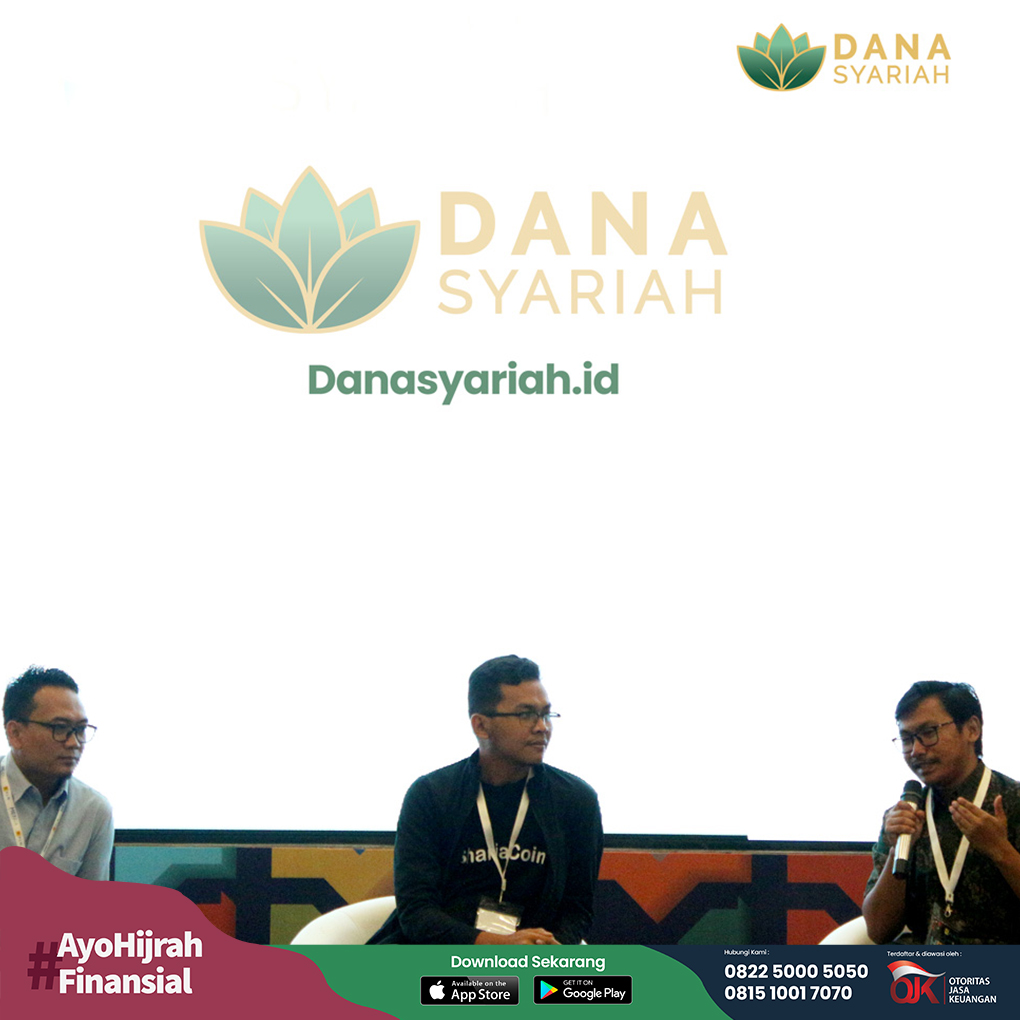 DANA
SYARIAH
DANA
SYARIAH
Danasyariah.id
ShariaCoin
#AyoHijrah
Finansial
Download Sekarang
Available on the
App Store
GET IT ON
Google Play
Hubungi Kami :
0822 5000 5050
0815 1001 7070
Terdaftar & diawasi oleh :
OJK
OTORITAS
JASA
KEUANGAN